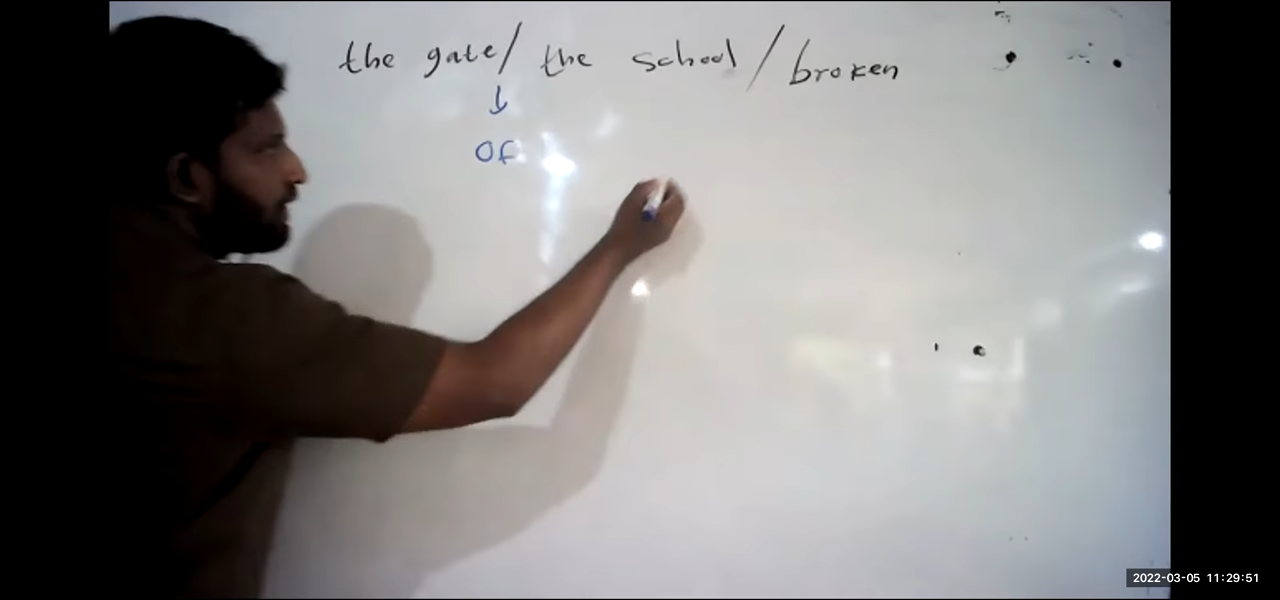 the gate/ the school / broken
↓
Of
2022-03-05 11:29:51